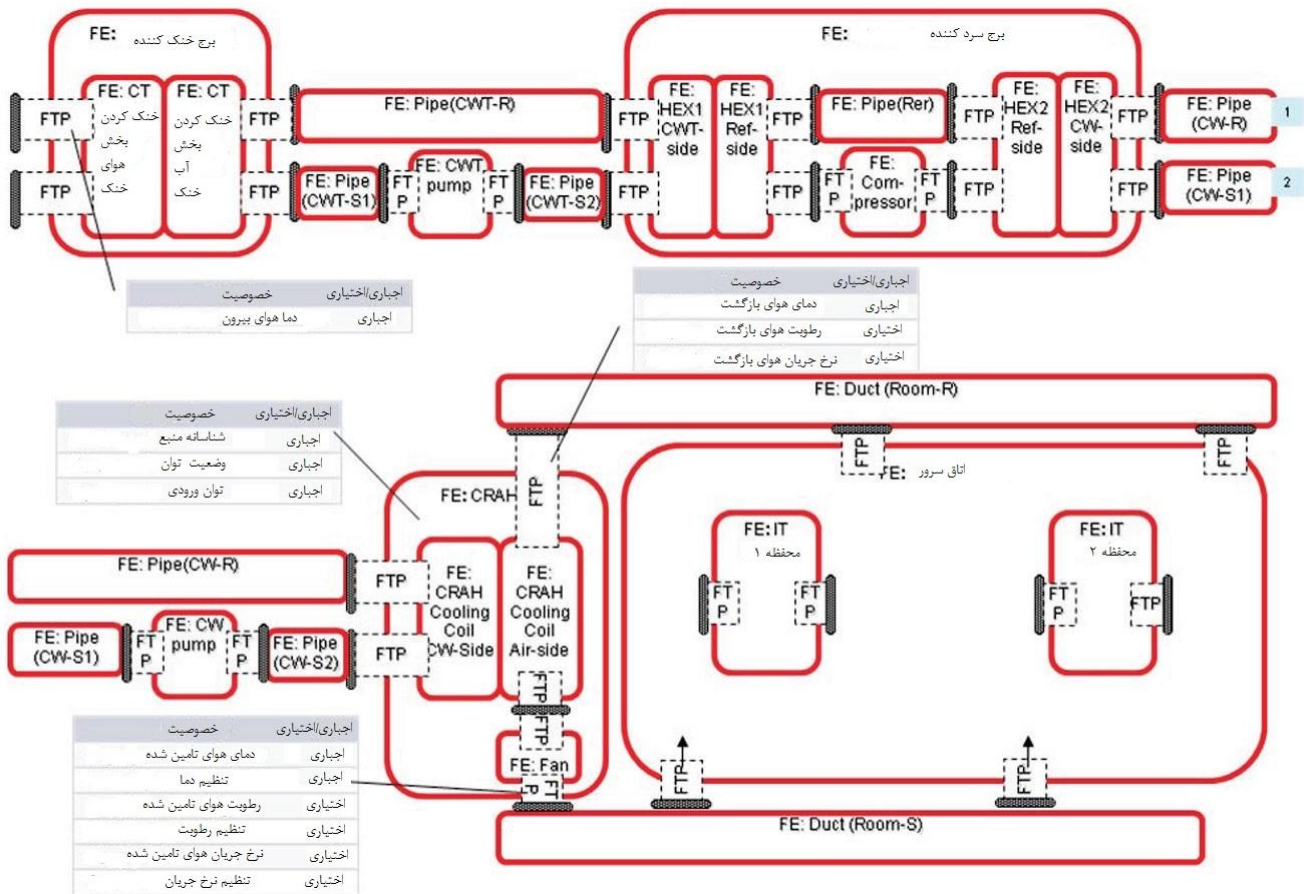 FE: برج خنک کننده
FE: CT
خنک کردن
بخش
هوای
خنک
FE: CT
خنک کردن
بخش
آب
خنک
FTP
FTP
FTP
FTP
FE: Pipe(CWT-R)
FE: Pipe
(CWT-S1)
FT
P
FE: CWT
pump
FT
P
FE: Pipe
(CWT-S2)
FE: برج سرد کننده
FTP
FTP
FE:
HEX1
CWT-
side
FE:
HEX1
Ref-
side
FTP
FTP
FE: Pipe(Rer)
FT
P
FE:
Com-
pressor
FT
P
FTP
FTP
FE:
HEX2
Ref-
side
FE:
HEX2
CW-
side
FTP
FTP
FE: Pipe
(CW-R)
1
FE: Pipe
(CW-S1)
2
خصوصیت اجباری/اختیاری
دما هوای بیرون اجباری
خصوصیت اجباری/اختیاری
دمای هوای بازگشت اجباری
رطوبت هوای بازگشت اختیاری
نرخ جریان هوای بازگشت اختیاری
FE: Duct (Room-R)
خصوصیت اجباری/اختیاری
شناسانه منبع اجباری
وضعیت توان اجباری
توان ورودی اجباری
FE: CRAH
FTP
FTP
FTP
FE: اتاق سرور
FE: IT
محفظه ۱
FT
P
FT
P
FE: IT
محفظه ۲
FT
P
FTP
FE: Pipe(CW-R)
FTP
FE: Pipe
(CW-S1)
FT
P
FE: CW
pump
FT
P
FE: Pipe
(CW-S2)
FTP
FE:
CRAH
Cooling
Coil
CW-Side
FE:
CRAH
Cooling
Coil
Air-side
FTP
FTP
FE: Fan
FT
P
FTP
FTP
FE: Duct (Room-S)
خصوصیت اجباری/اختیاری
دمای هوای تامین شده اجباری
تنظیم دما اجباری
رطوبت هوای تامین شده اختیاری
تنظیم رطوبت اختیاری
نرخ جریان هوای تامین شده اختیاری
تنظیم نرخ جریان اختیاری